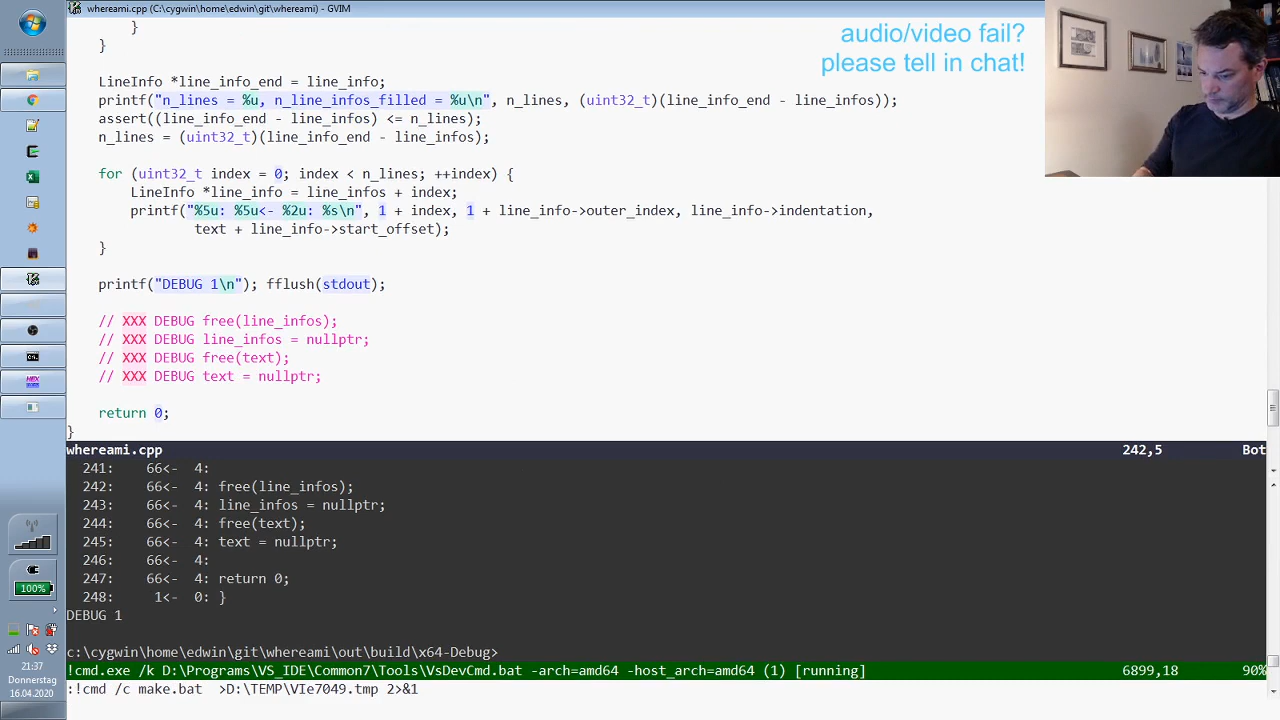 whereami.cpp (C:\cygwin\home\edwin\git\whereami) - GVIM
audio/video fail?
please tell in chat!
}
}
LineInfo *line_info_end = line_info;
printf("n_lines = %u, n_line_infos_filled = %u\n", n_lines, (uint32_t)(line_info_end - line_infos));
assert((line_info_end - line_infos) <= n_lines);
n_lines = (uint32_t)(line_info_end - line_infos);
for (uint32_t index = 0; index < n_lines; ++index) {
LineInfo *line_info = line_infos + index;
printf("%5u: %5u<- %2u: %s\n", 1 + index, 1 + line_info->outer_index, line_info->indentation,
text + line_info->start_offset);
}
printf("DEBUG 1\n"); fflush(stdout);
// XXX DEBUG free(line_infos);
// XXX DEBUG line_infos = nullptr;
// XXX DEBUG free(text);
// XXX DEBUG text = nullptr;
return 0;
}
whereami.cpp 242,5 Bot
241: 66<- 4:
242: 66<- 4: free(line_infos);
243: 66<- 4: line_infos = nullptr;
244: 66<- 4: free(text);
245: 66<- 4: text = nullptr;
246: 66<- 4:
247: 66<- 4: return 0;
248: 1<- 0: }
DEBUG 1
c:\cygwin\home\edwin\git\whereami\out\build\x64-Debug>
!cmd.exe /k D:\Programs\VS_IDE\Common7\Tools\VsDevCmd.bat -arch=amd64 -host_arch=amd64 (1) [running] 6899,18 90%
:!cmd /c make.bat >D:\TEMP\VIe7049.tmp 2>&1
100%
21:37
Donnerstag
16.04.2020